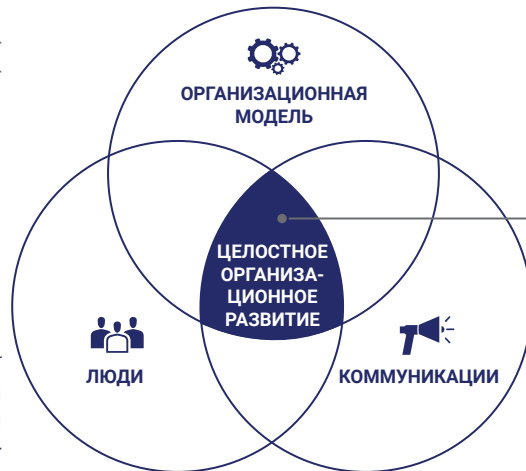 ОРГАНИЗАЦИОННАЯ
МОДЕЛЬ
ЦЕЛОСТНОЕ
ОРГАНИЗА-
ЦИОННОЕ
РАЗВИТИЕ
ЛЮДИ
КОММУНИКАЦИИ